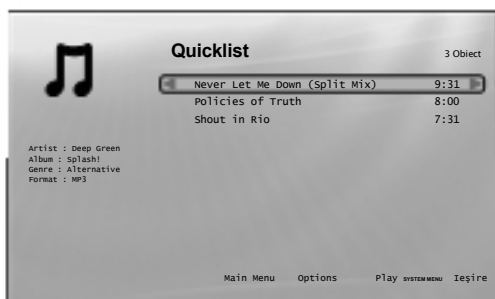 Quicklist
3 Obiect
Never Let Me Down (Split Mix) 9:31
Policies of Truth 8:00
Shout in Rio 7:31
Artist : Deep Green
Album : Splash!
Genre : Alternative
Format : MP3
Main Menu Options Play SYSTEM MENU Ieşire